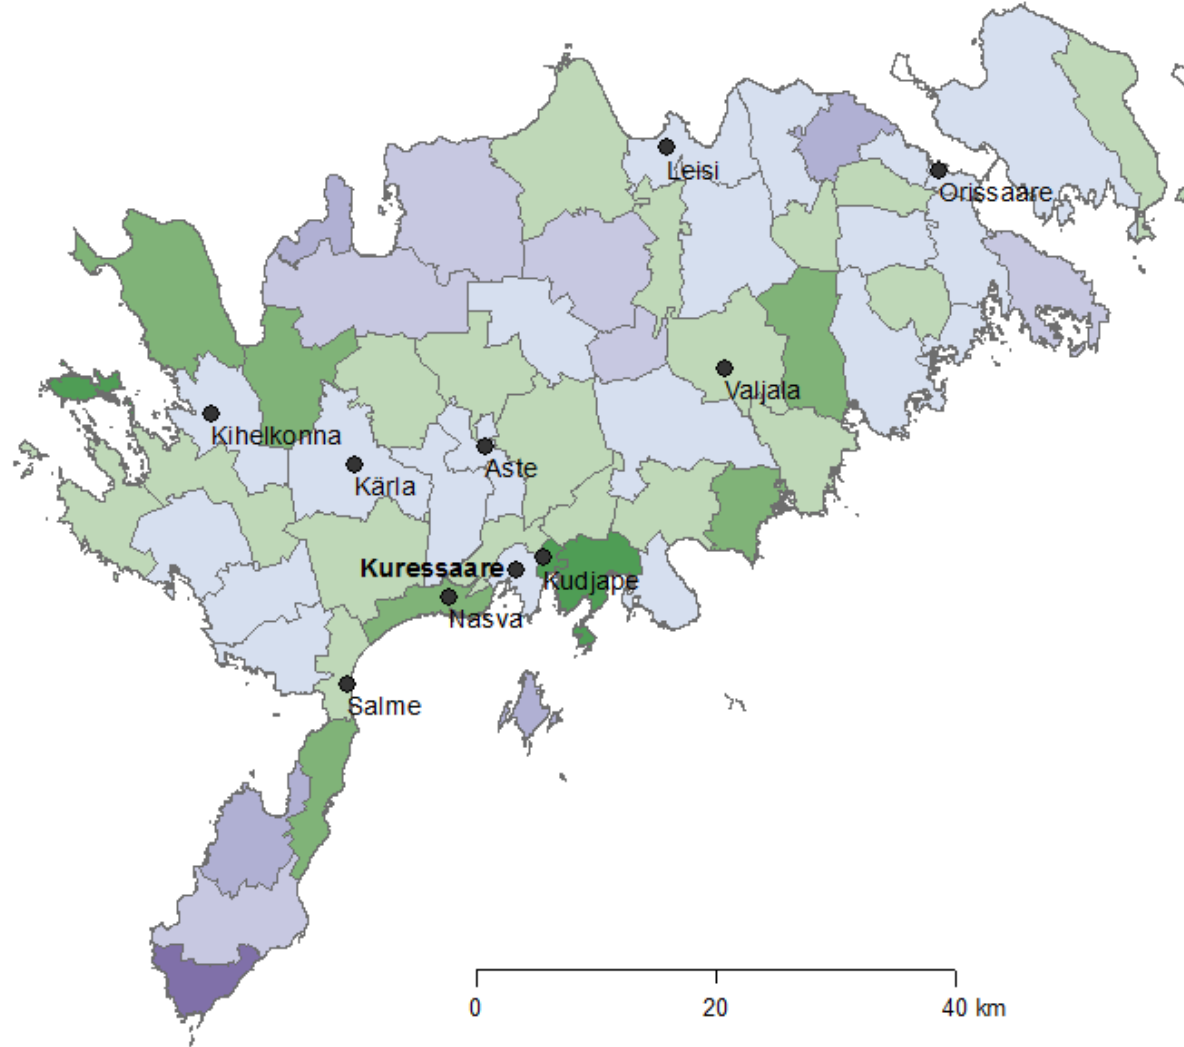 Leisi
Orissaare
Valjala
Kihelkonna
Kärla
Aste
Kuressaare
Kudjape
Nasva
Salme
0 20 40 km